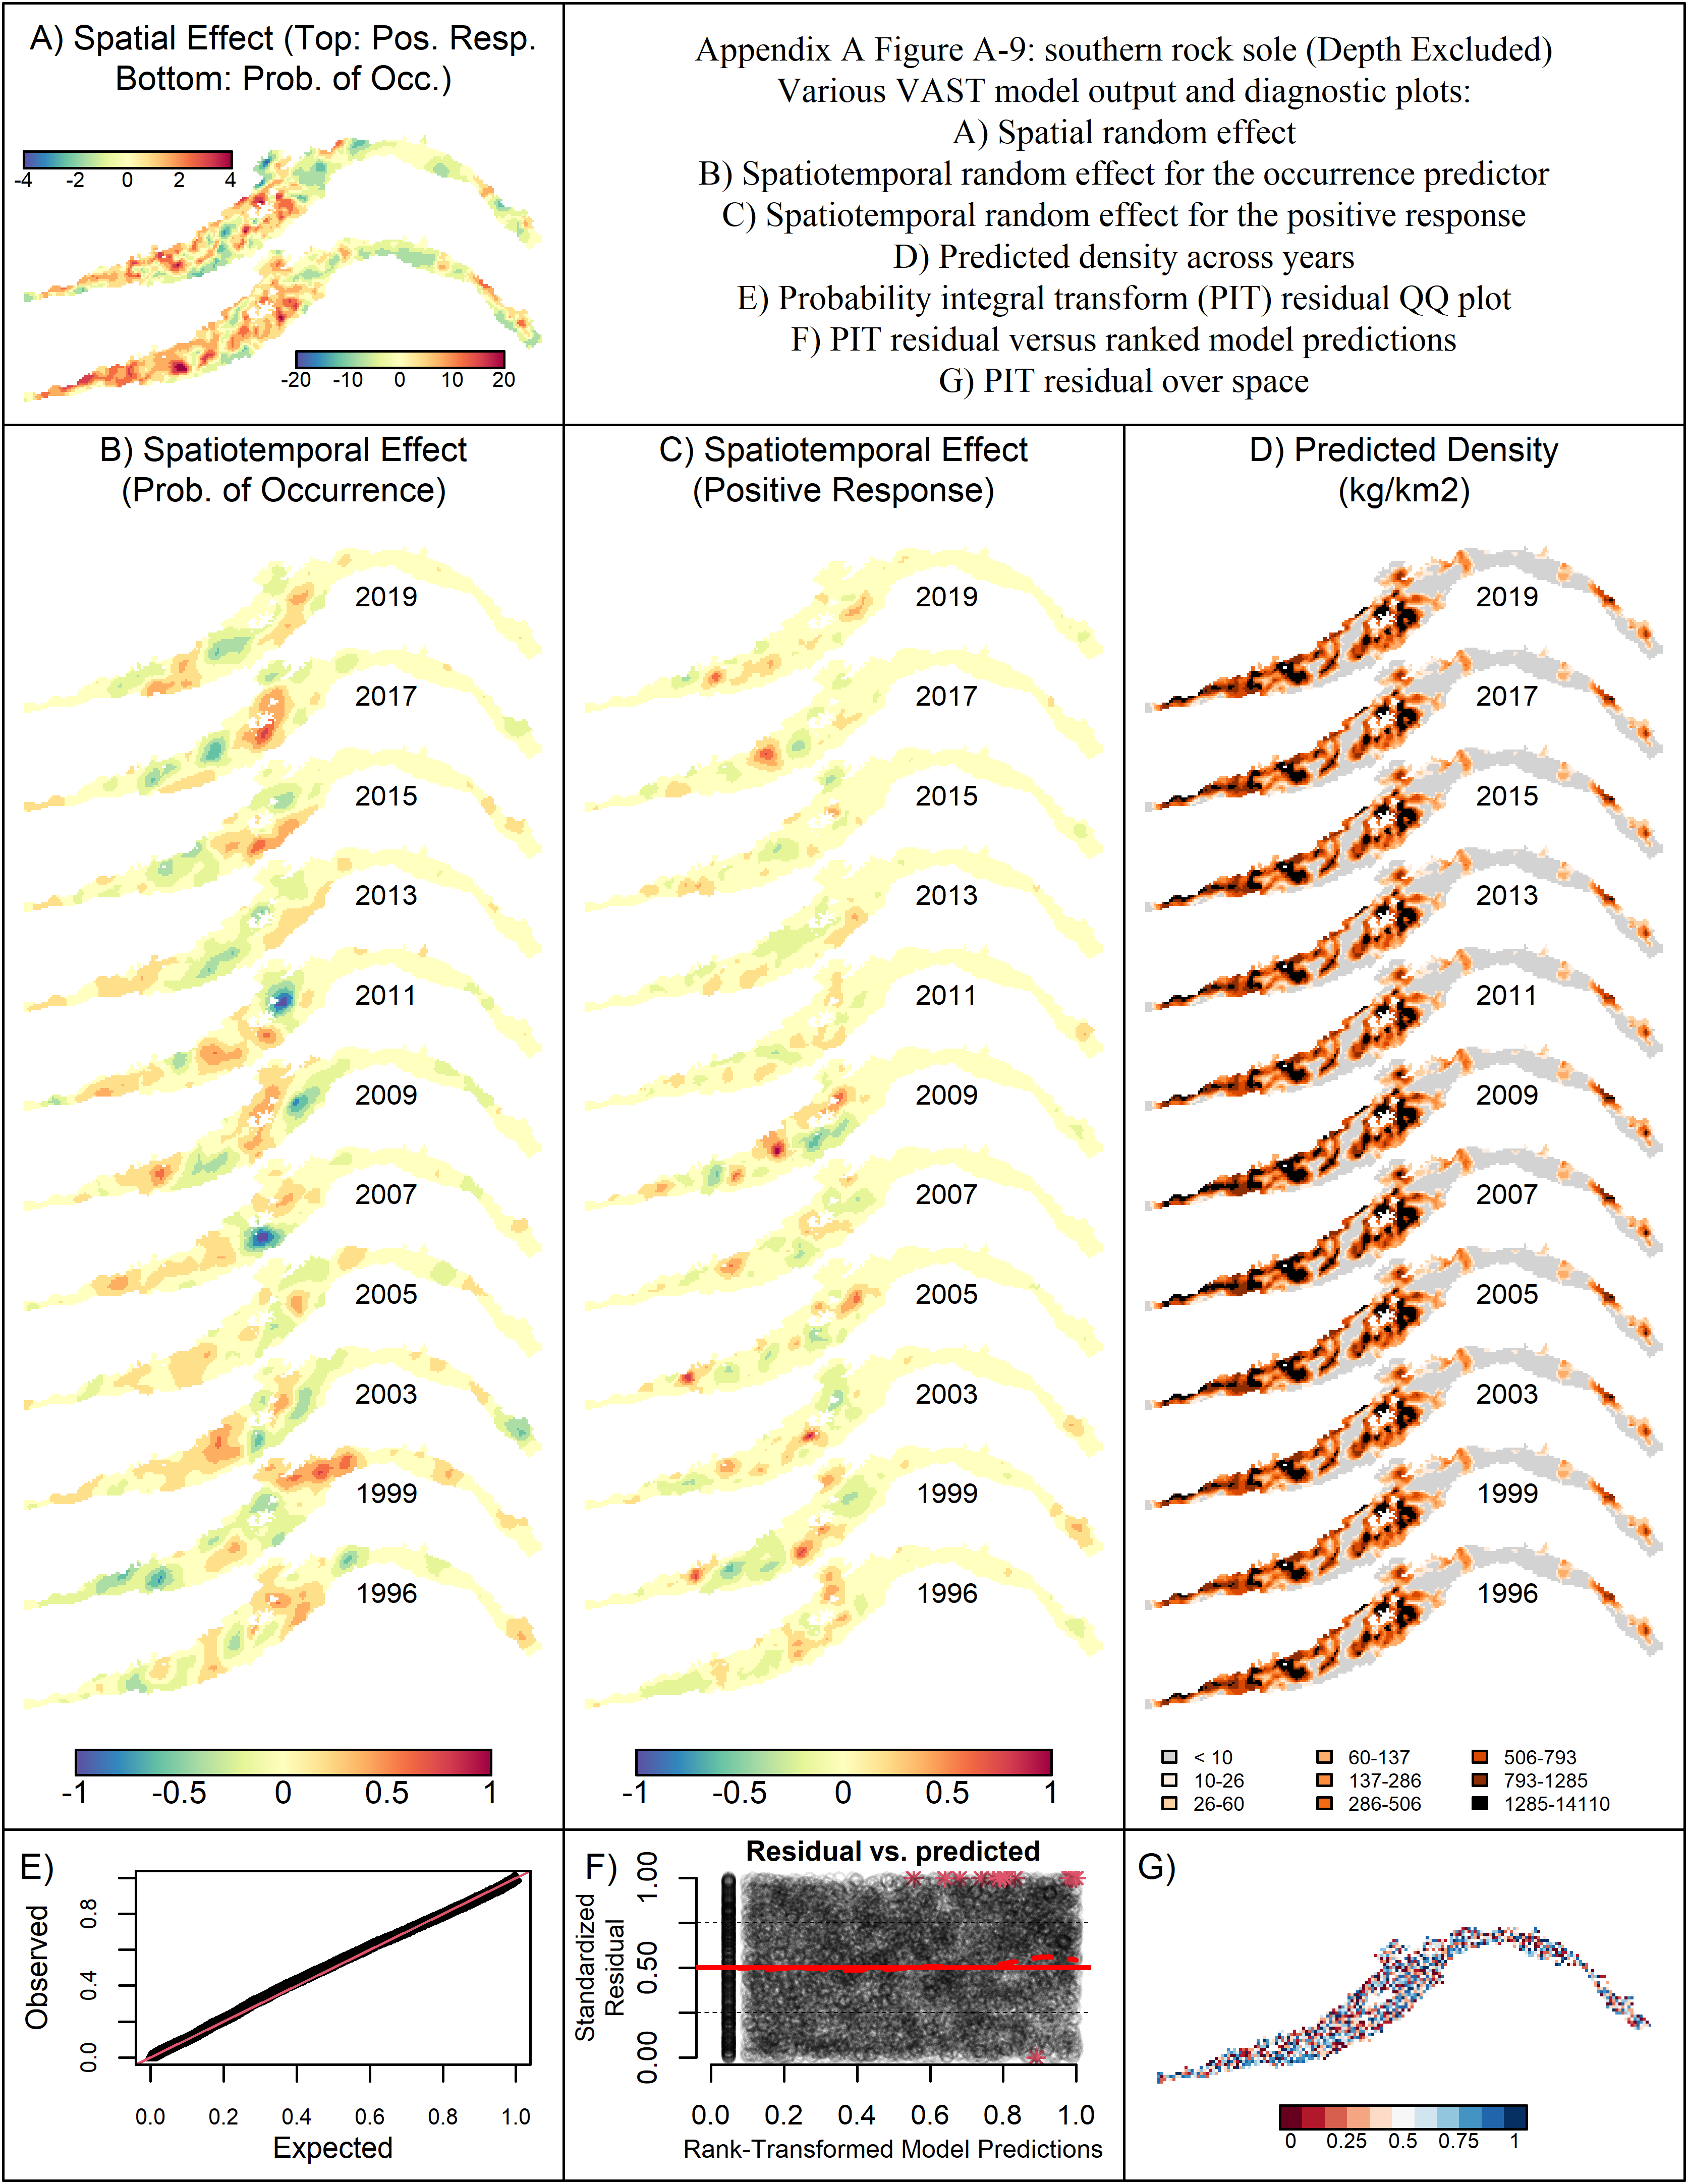 A) Spatial Effect (Top: Pos. Resp.
Bottom: Prob. of Occ.)
-4 -2 0 2 4
-20 -10 0 10 20
Appendix A Figure A-9: southern rock sole (Depth Excluded)
Various VAST model output and diagnostic plots:
A) Spatial random effect
B) Spatiotemporal random effect for the occurrence predictor
C) Spatiotemporal random effect for the positive response
D) Predicted density across years
E) Probability integral transform (PIT) residual QQ plot
F) PIT residual versus ranked model predictions
G) PIT residual over space
B) Spatiotemporal Effect
(Prob. of Occurrence)
2019
2017
2015
2013
2011
2009
2007
2005
2003
1999
1996
-1 -0.5 0 0.5 1
C) Spatiotemporal Effect
(Positive Response)
2019
2017
2015
2013
2011
2009
2007
2005
2003
1999
1996
-1 -0.5 0 0.5 1
D) Predicted Density
(kg/km2)
2019
2017
2015
2013
2011
2009
2007
2005
2003
1999
1996
< 10 60-137 506-793
10-26 137-286 793-1285
26-60 286-506 1285-14110
E)
Observed
0.8
0.4
0.0
0.0 0.2 0.4 0.6 0.8 1.0
Expected
F)
Residual vs. predicted
Standardized
Residual
1.00
0.50
0.00
0.0 0.2 0.4 0.6 0.8 1.0
Rank-Transformed Model Predictions
G)
0 0.25 0.5 0.75 1